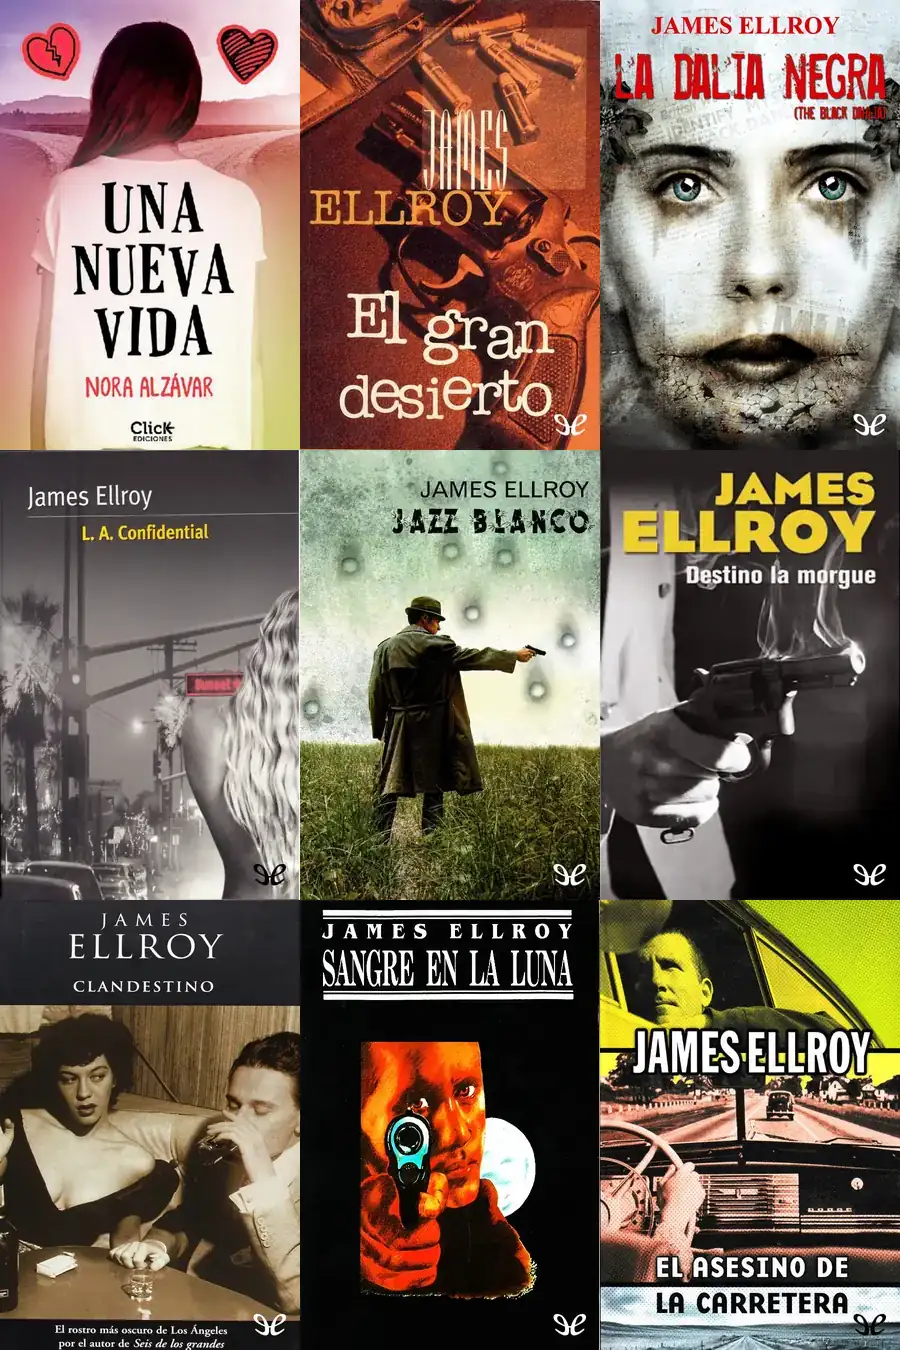 UNA
NUEVA
VIDA
NORA ALZÁVAR
Click
EDICIONES
JAMES
ELLROY
El gran
desierto
JAMES ELLROY
LA DALIA NEGRA
(THE BLACK DAHLIA)
James Ellroy
L. A. Confidential
Sunset
JAMES ELLROY
JAZZ BLANCO
JAMES
ELLROY
Destino la morgue
JAMES
ELLROY
CLANDESTINO
El rostro más oscuro de Los Ángeles
por el autor de Seis de los grandes
JAMES ELLROY
SANGRE EN LA LUNA
JAMES ELLROY
DODGE
EL ASESINO DE
LA CARRETERA